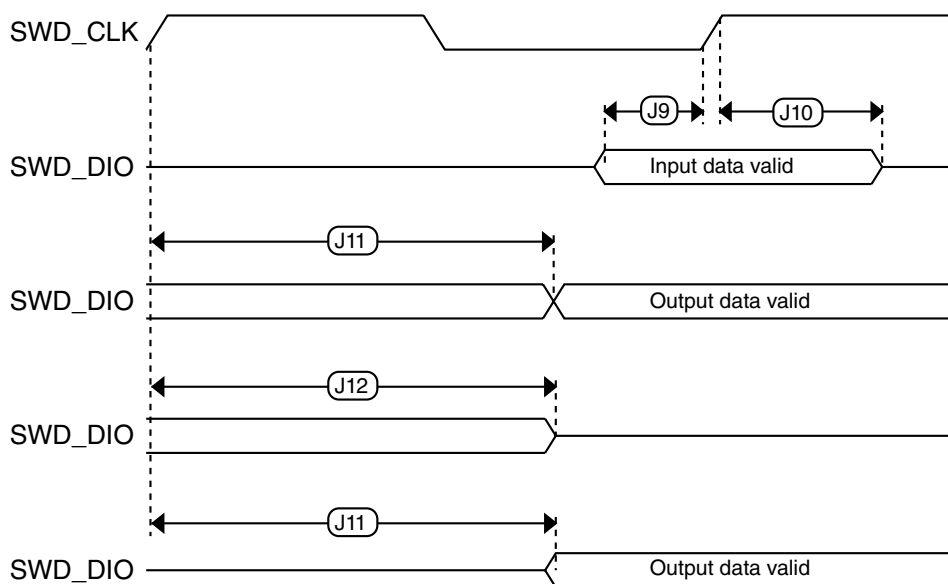 SWD_CLK
J9
J10
SWD_DIO
Input data valid
J11
SWD_DIO
Output data valid
J12
SWD_DIO
J11
SWD_DIO
Output data valid